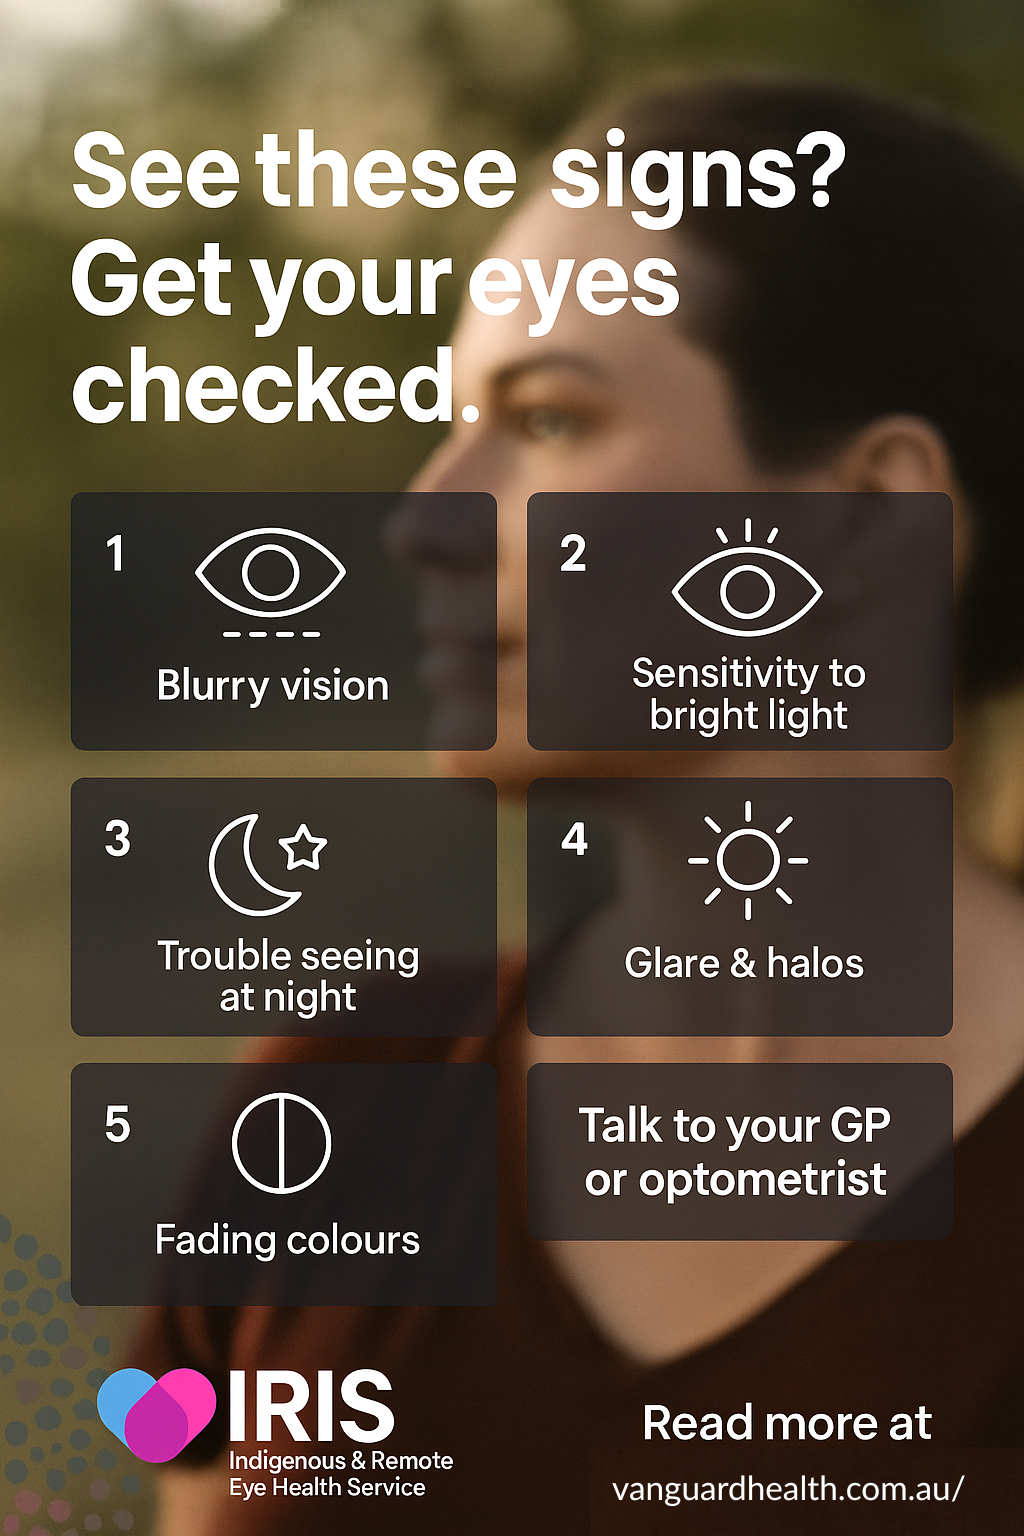 See these signs?
Get your eyes
checked.
1
Blurry vision
2
Sensitivity to
bright light
3
Trouble seeing
at night
4
Glare & halos
5
Fading colours
Talk to your GP
or optometrist
IRIS
Indigenous & Remote
Eye Health Service
Read more at
vanguardhealth.com.au/